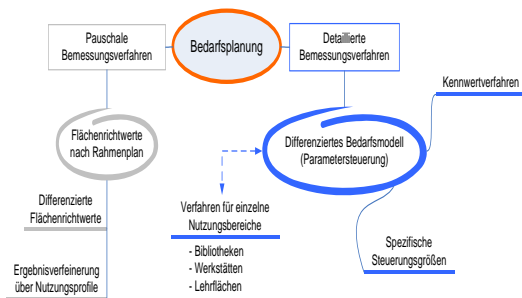 Pauschale
Bemessungsverfahren
Bedarfsplanung
Detaillierte
Bemessungsverfahren
Kennwertverfahren
Flächenrichtwerte
nach Rahmenplan
Differenziertes Bedarfsmodell
(Parametersteuerung)
Differenzierte
Flächenrichtwerte
Verfahren für einzelne
Nutzungsbereiche
- Bibliotheken
- Werkstätten
- Lehrflächen
Spezifische
Steuerungsgrößen
Ergebnisverfeinerung
über Nutzungsprofile